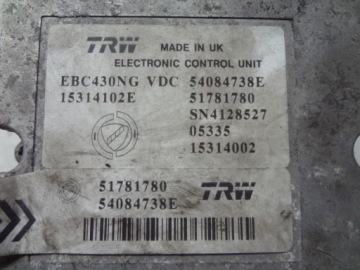 TRW MADE IN UK
ELECTRONIC CONTROL UNIT
EBC430NG VDC 54084738E
15314102E 51781780
SN4128527
05335
15314002
51781780 TRW
54084738E